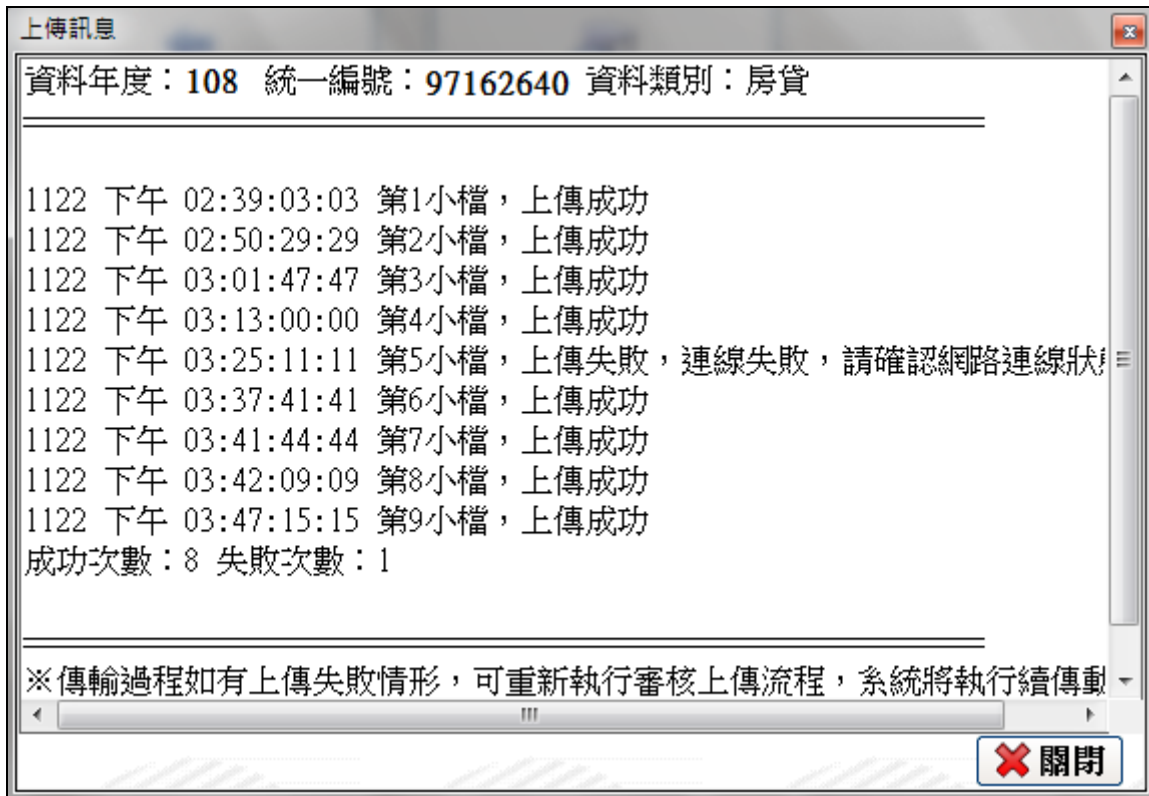 上傳訊息
資料年度：108 統一編號：97162640 資料類別：房貸
1122 下午 02:39:03:03 第1小檔，上傳成功
1122 下午 02:50:29:29 第2小檔，上傳成功
1122 下午 03:01:47:47 第3小檔，上傳成功
1122 下午 03:13:00:00 第4小檔，上傳成功
1122 下午 03:25:11:11 第5小檔，上傳失敗，連線失敗，請確認網路連線狀
1122 下午 03:37:41:41 第6小檔，上傳成功
1122 下午 03:41:44:44 第7小檔，上傳成功
1122 下午 03:42:09:09 第8小檔，上傳成功
1122 下午 03:47:15:15 第9小檔，上傳成功
成功次數：8 失敗次數：1
※傳輸過程如有上傳失敗情形，可重新執行審核上傳流程，系統將執行續傳動
關閉